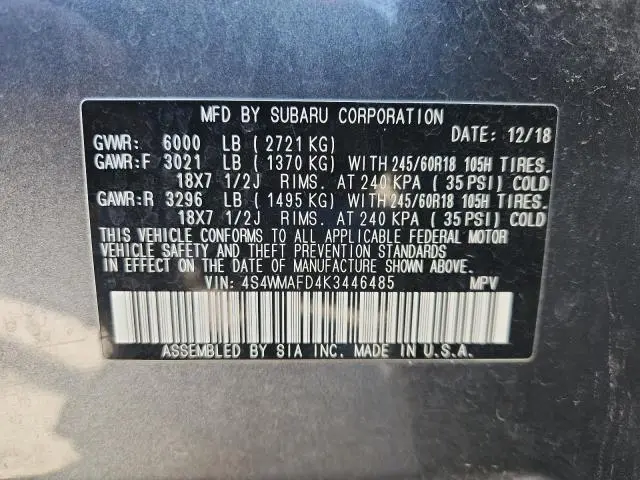 MFD BY SUBARU CORPORATION
DATE: 12/18
GVWR: 6000 LB ( 2721 KG)
GAWR:F 3021 LB ( 1370 KG) WITH 245/60R18 105H TIRES.
18X7 1/2J RIMS. AT 240 KPA ( 35 PSI) COLD
GAWR:R 3296 LB ( 1495 KG) WITH 245/60R18 105H TIRES.
18X7 1/2J RIMS. AT 240 KPA ( 35 PSI) COLD
THIS VEHICLE CONFORMS TO ALL APPLICABLE FEDERAL MOTOR
VEHICLE SAFETY AND THEFT PREVENTION STANDARDS
IN EFFECT ON THE DATE OF MANUFACTURE SHOWN ABOVE.
VIN: 4S4WMAFD4K3446485 MPV
ASSEMBLED BY SIA INC. MADE IN U.S.A.